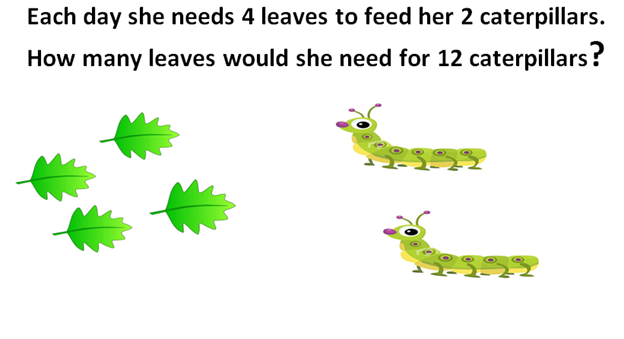 Each day she needs 4 leaves to feed her 2 caterpillars.
How many leaves would she need for 12 caterpillars?